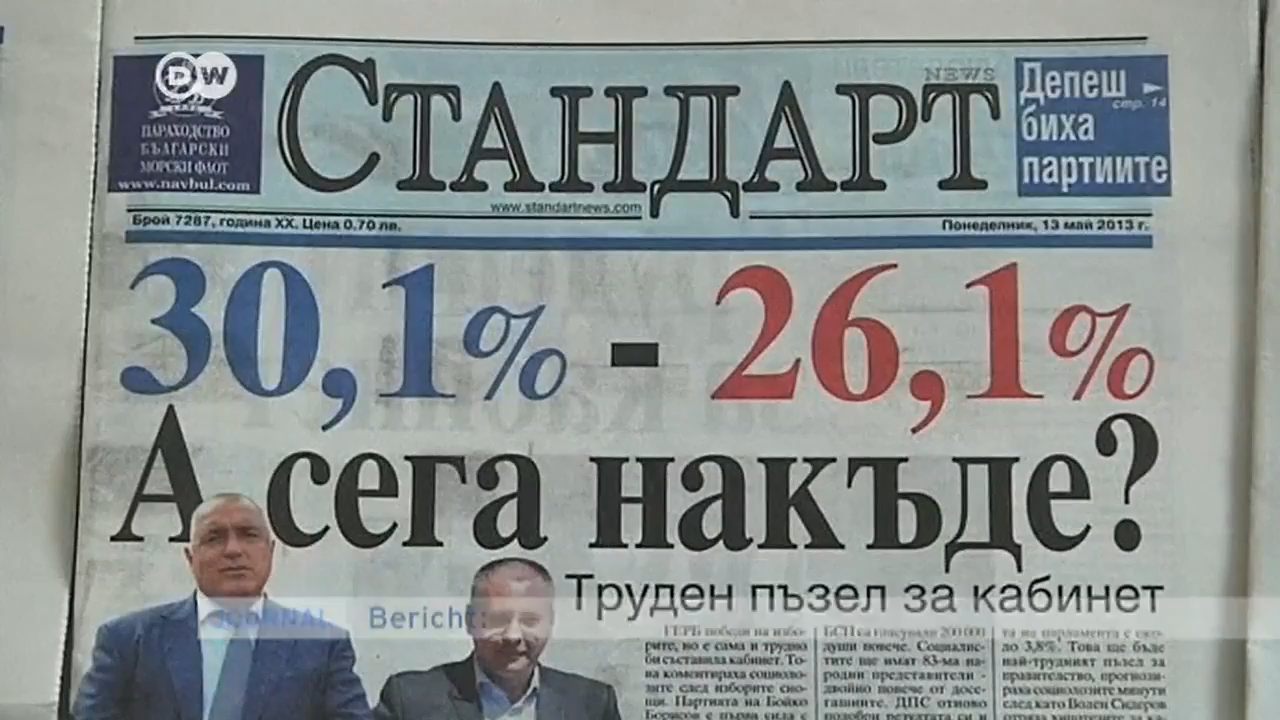 DW
СТАНДАРТ
NEWS
ПАРАХОДСТВО
БЪЛГАРСКИ
МОРСКИ ФЛОТ
www.navbul.com
Депеш
стр. 14
биха
партиите
www.standartnews.com
Брой 7287, година XX. Цена 0.70 лв.
Понеделник, 13 май 2013 г.
30,1% - 26,1%
А сега накъде?
Труден пъзел за кабинет
JOURNAL Bericht:
ГЕРБ победи на избо-
рите, но е сама и трудно
би съставила кабинет. То-
ва коментираха социоло-
зите след изборите сно-
щи. Партията на Бойко
Борисов е първа сила с
БСП са гласували 200 000
души повече. Социалис-
тите ще имат 83-ма на-
родни представители -
двойно повече от досе-
гашните. ДПС отново
та на парламента е око-
ло 3,8%. Това ще бъде
най-трудният пъзел за
правителство, прогнози-
раха социолозите минути
след като Волен Сидеров